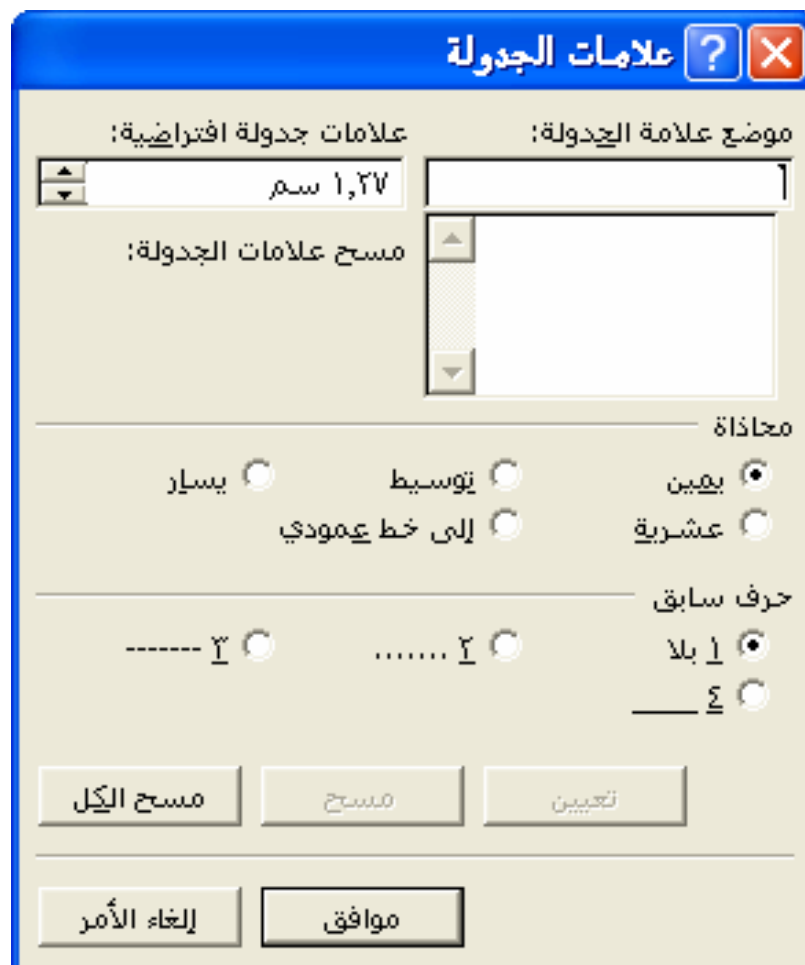 علامات الجدولة
موضع علامة الجدولة: علامات جدولة افتراضية:
١,٢٧ سم
مسح علامات الجدولة:
محاذاة
يمين توسيط يسار
عشرية إلى خط عمودي
حرف سابق
١ بلا ٢ ....... ٣ -------
٤ ____
تعيين مسح مسح الكل
موافق إلغاء الأمر